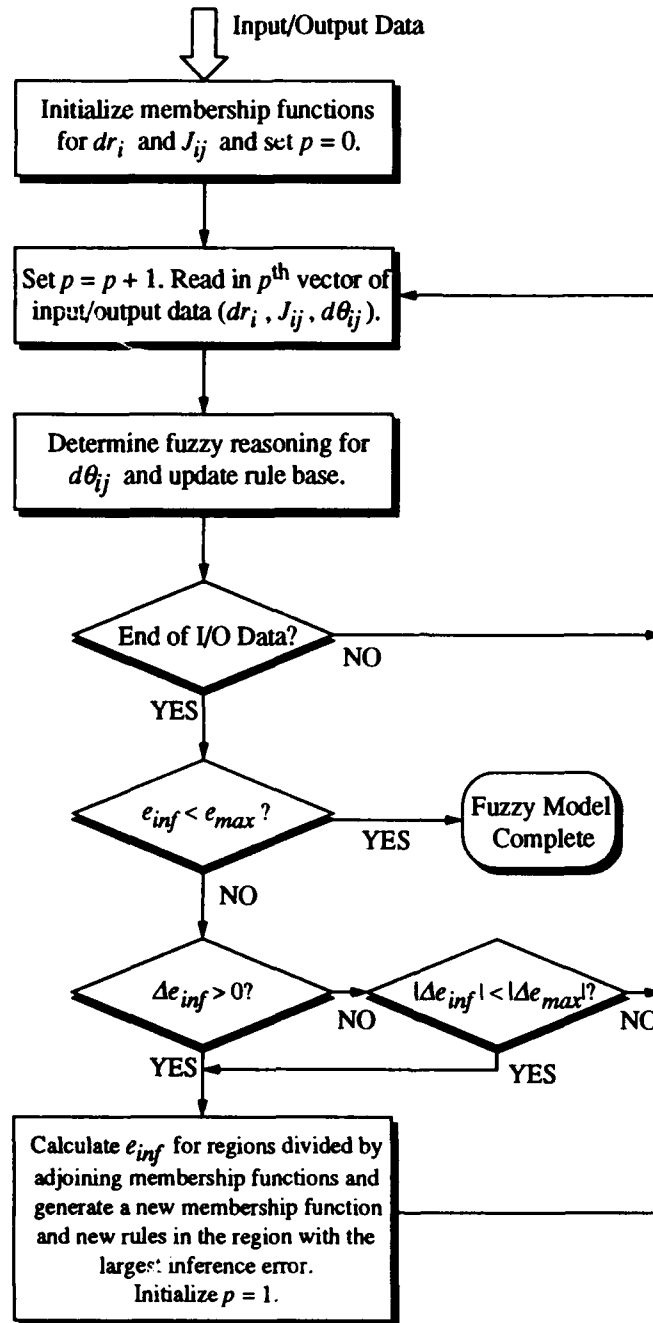 Input/Output Data
Initialize membership functions
for dr_i and J_ij and set p = 0.
Set p = p + 1. Read in p^th vector of
input/output data (dr_i , J_ij , dθ_ij ).
Determine fuzzy reasoning for
dθ_ij and update rule base.
End of I/O Data?
NO
YES
e_inf < e_max ?
YES
Fuzzy Model
Complete
NO
Δe_inf > 0?
NO
|Δe_inf| < |Δe_max|?
NO
YES
YES
Calculate e_inf for regions divided by
adjoining membership functions and
generate a new membership function
and new rules in the region with the
largest inference error.
Initialize p = 1.